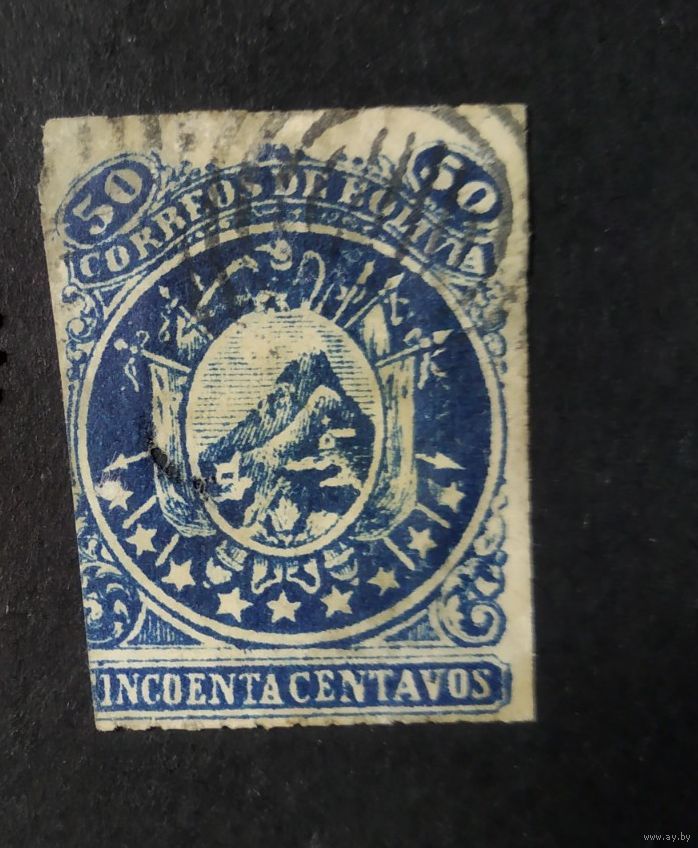 50 50
CORREOS DE BOLIVIA
INCOENTA CENTAVOS
www.ay.by